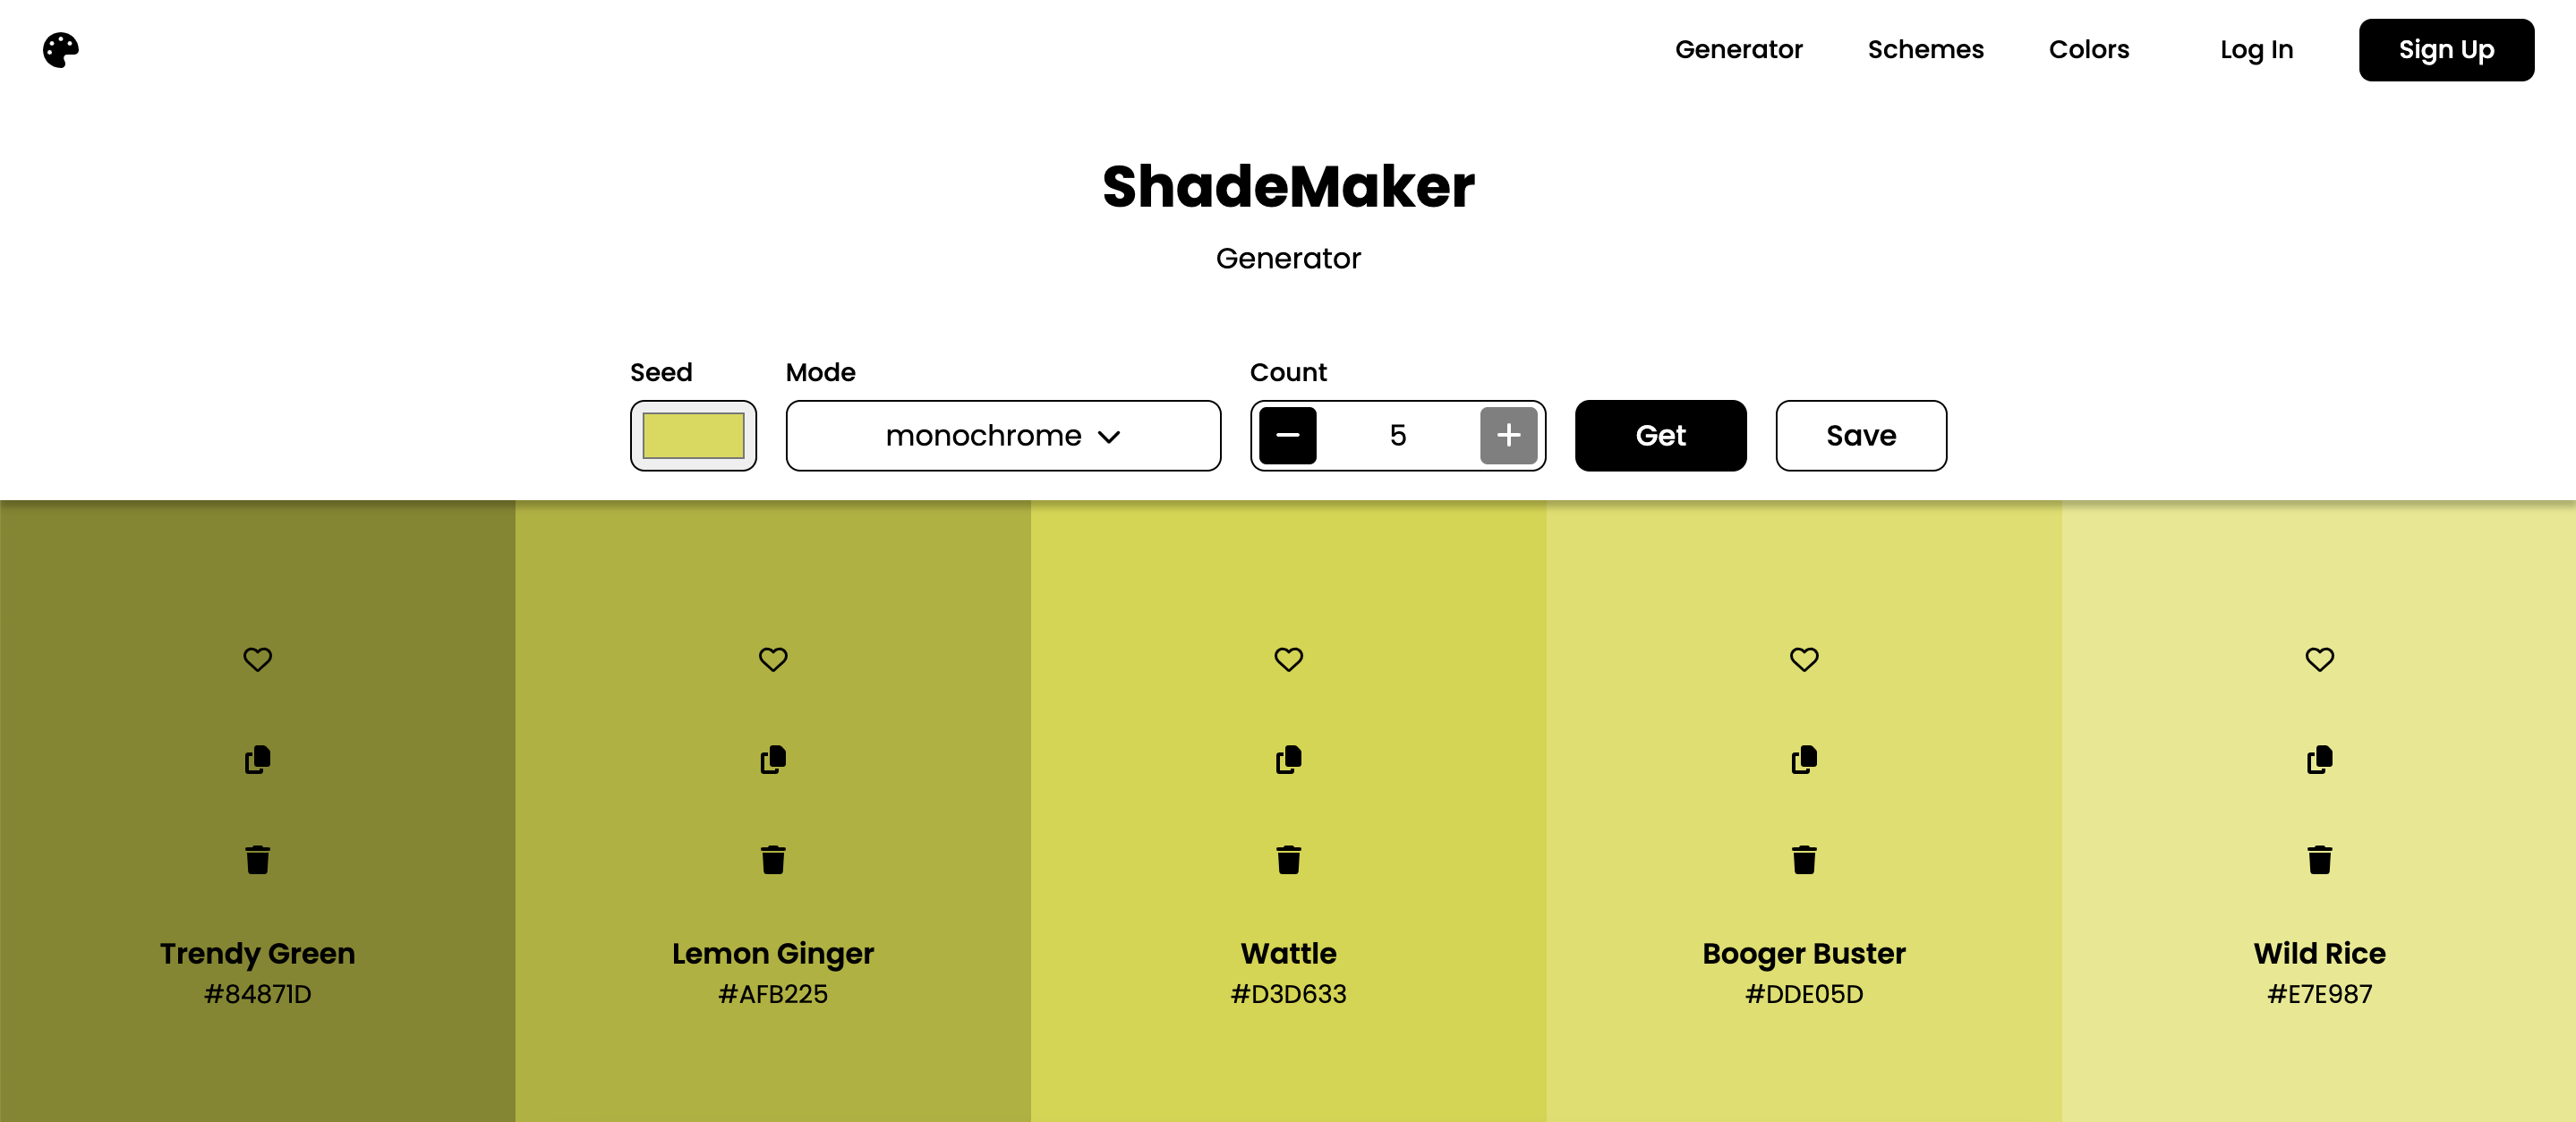 Generator Schemes Colors Log In Sign Up
ShadeMaker
Generator
Seed Mode Count
monochrome 5 Get Save
Trendy Green Lemon Ginger Wattle Booger Buster Wild Rice
#84871D #AFB225 #D3D633 #DDE05D #E7E987